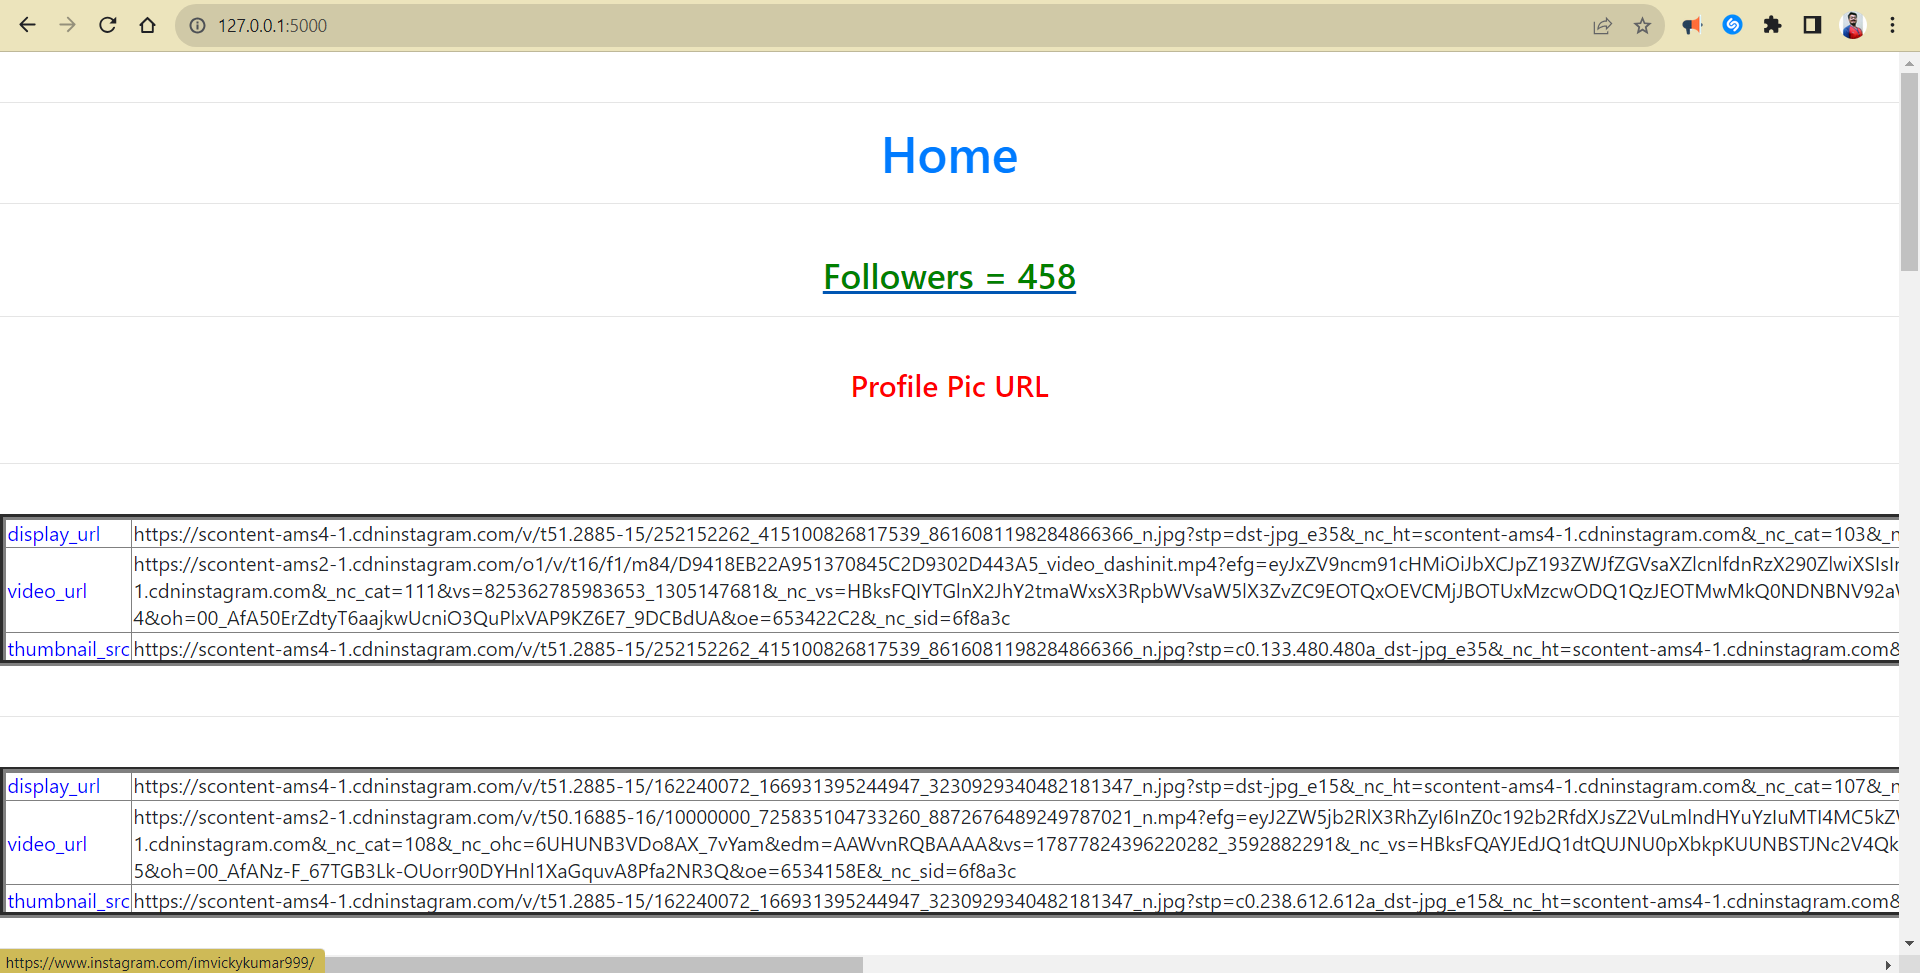 127.0.0.1:5000
Home
Followers = 458
Profile Pic URL
display_url https://scontent-ams4-1.cdninstagram.com/v/t51.2885-15/252152262_415100826817539_8616081198284866366_n.jpg?stp=dst-jpg_e35&_nc_ht=scontent-ams4-1.cdninstagram.com&_nc_cat=103&_n
https://scontent-ams2-1.cdninstagram.com/o1/v/t16/f1/m84/D9418EB22A951370845C2D9302D443A5_video_dashinit.mp4?efg=eyJxZV9ncm91cHMiOiJbXCJpZ193ZWJfZGVsaXZlcnlfdnRzX290ZlwiXSIsIn
video_url 1.cdninstagram.com&_nc_cat=111&vs=825362785983653_1305147681&_nc_vs=HBksFQIYTGlnX2JhY2tmaWxsX3RpbWVsaW5lX3ZvZC9EOTQxOEVCMjJBOTUxMzcwODQ1QzJEOTMwMkQ0NDNBNV92aW
4&oh=00_AfA50ErZdtyT6aajkwUcniO3QuPlxVAP9KZ6E7_9DCBdUA&oe=653422C2&_nc_sid=6f8a3c
thumbnail_src https://scontent-ams4-1.cdninstagram.com/v/t51.2885-15/252152262_415100826817539_8616081198284866366_n.jpg?stp=c0.133.480.480a_dst-jpg_e35&_nc_ht=scontent-ams4-1.cdninstagram.com&
display_url https://scontent-ams4-1.cdninstagram.com/v/t51.2885-15/162240072_166931395244947_3230929340482181347_n.jpg?stp=dst-jpg_e15&_nc_ht=scontent-ams4-1.cdninstagram.com&_nc_cat=107&_n
https://scontent-ams2-1.cdninstagram.com/v/t50.16885-16/10000000_725835104733260_8872676489249787021_n.mp4?efg=eyJ2ZW5jb2RlX3RhZyI6InZ0c192b2RfdXJsZ2VuLmlndHYuYzIuMTI4MC5kZW
video_url 1.cdninstagram.com&_nc_cat=108&_nc_ohc=6UHUNB3VDo8AX_7vYam&edm=AAWvnRQBAAAA&vs=17877824396220282_3592882291&_nc_vs=HBksFQAYJEdJQ1dtQUJNU0pXbkpKUUNBSTJNc2V4Qk
5&oh=00_AfANz-F_67TGB3Lk-OUorr90DYHnl1XaGquvA8Pfa2NR3Q&oe=6534158E&_nc_sid=6f8a3c
thumbnail_src https://scontent-ams4-1.cdninstagram.com/v/t51.2885-15/162240072_166931395244947_3230929340482181347_n.jpg?stp=c0.238.612.612a_dst-jpg_e15&_nc_ht=scontent-ams4-1.cdninstagram.com&
https://www.instagram.com/imvickykumar999/